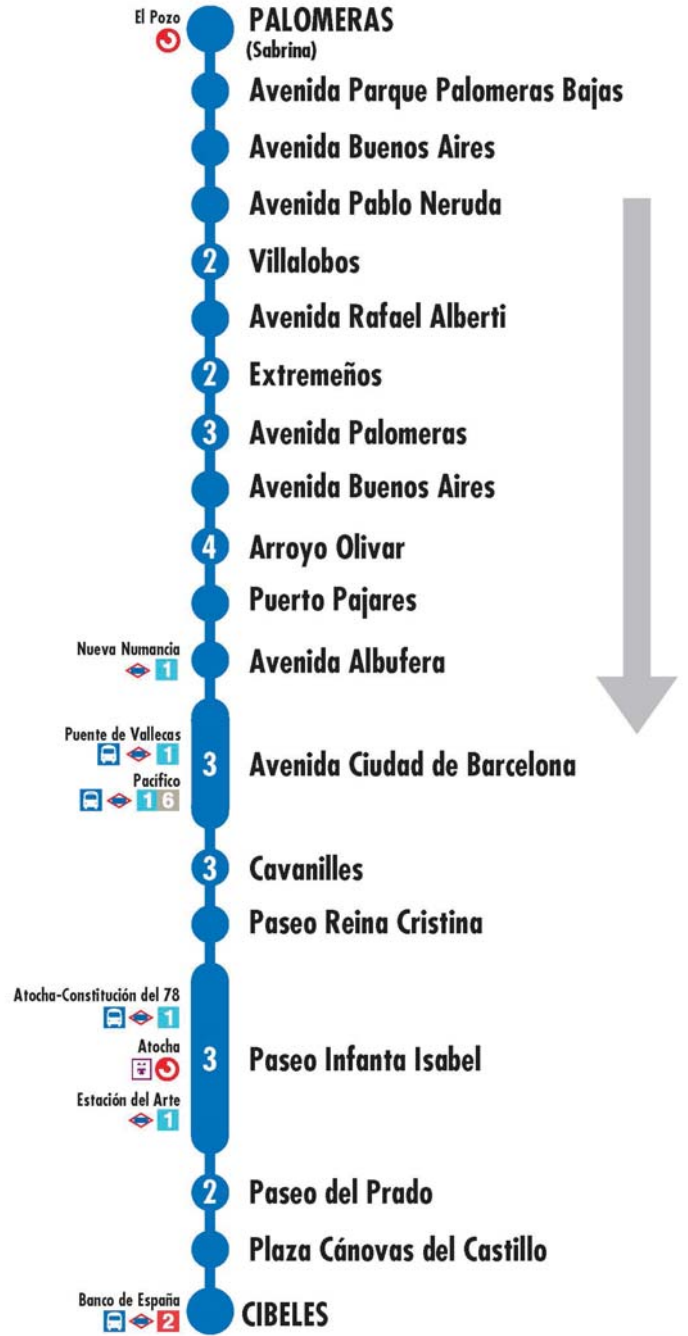 El Pozo
PALOMERAS
(Sabrina)
Avenida Parque Palomeras Bajas
Avenida Buenos Aires
Avenida Pablo Neruda
2 Villalobos
Avenida Rafael Alberti
2 Extremeños
3 Avenida Palomeras
Avenida Buenos Aires
4 Arroyo Olivar
Puerto Pajares
Nueva Numancia
1
Avenida Albufera
Puente de Vallecas
1
Pacífico
1 6
3 Avenida Ciudad de Barcelona
3 Cavanilles
Paseo Reina Cristina
Atocha-Constitución del 78
1
Atocha
Estación del Arte
1
3 Paseo Infanta Isabel
2 Paseo del Prado
Plaza Cánovas del Castillo
Banco de España
2
CIBELES